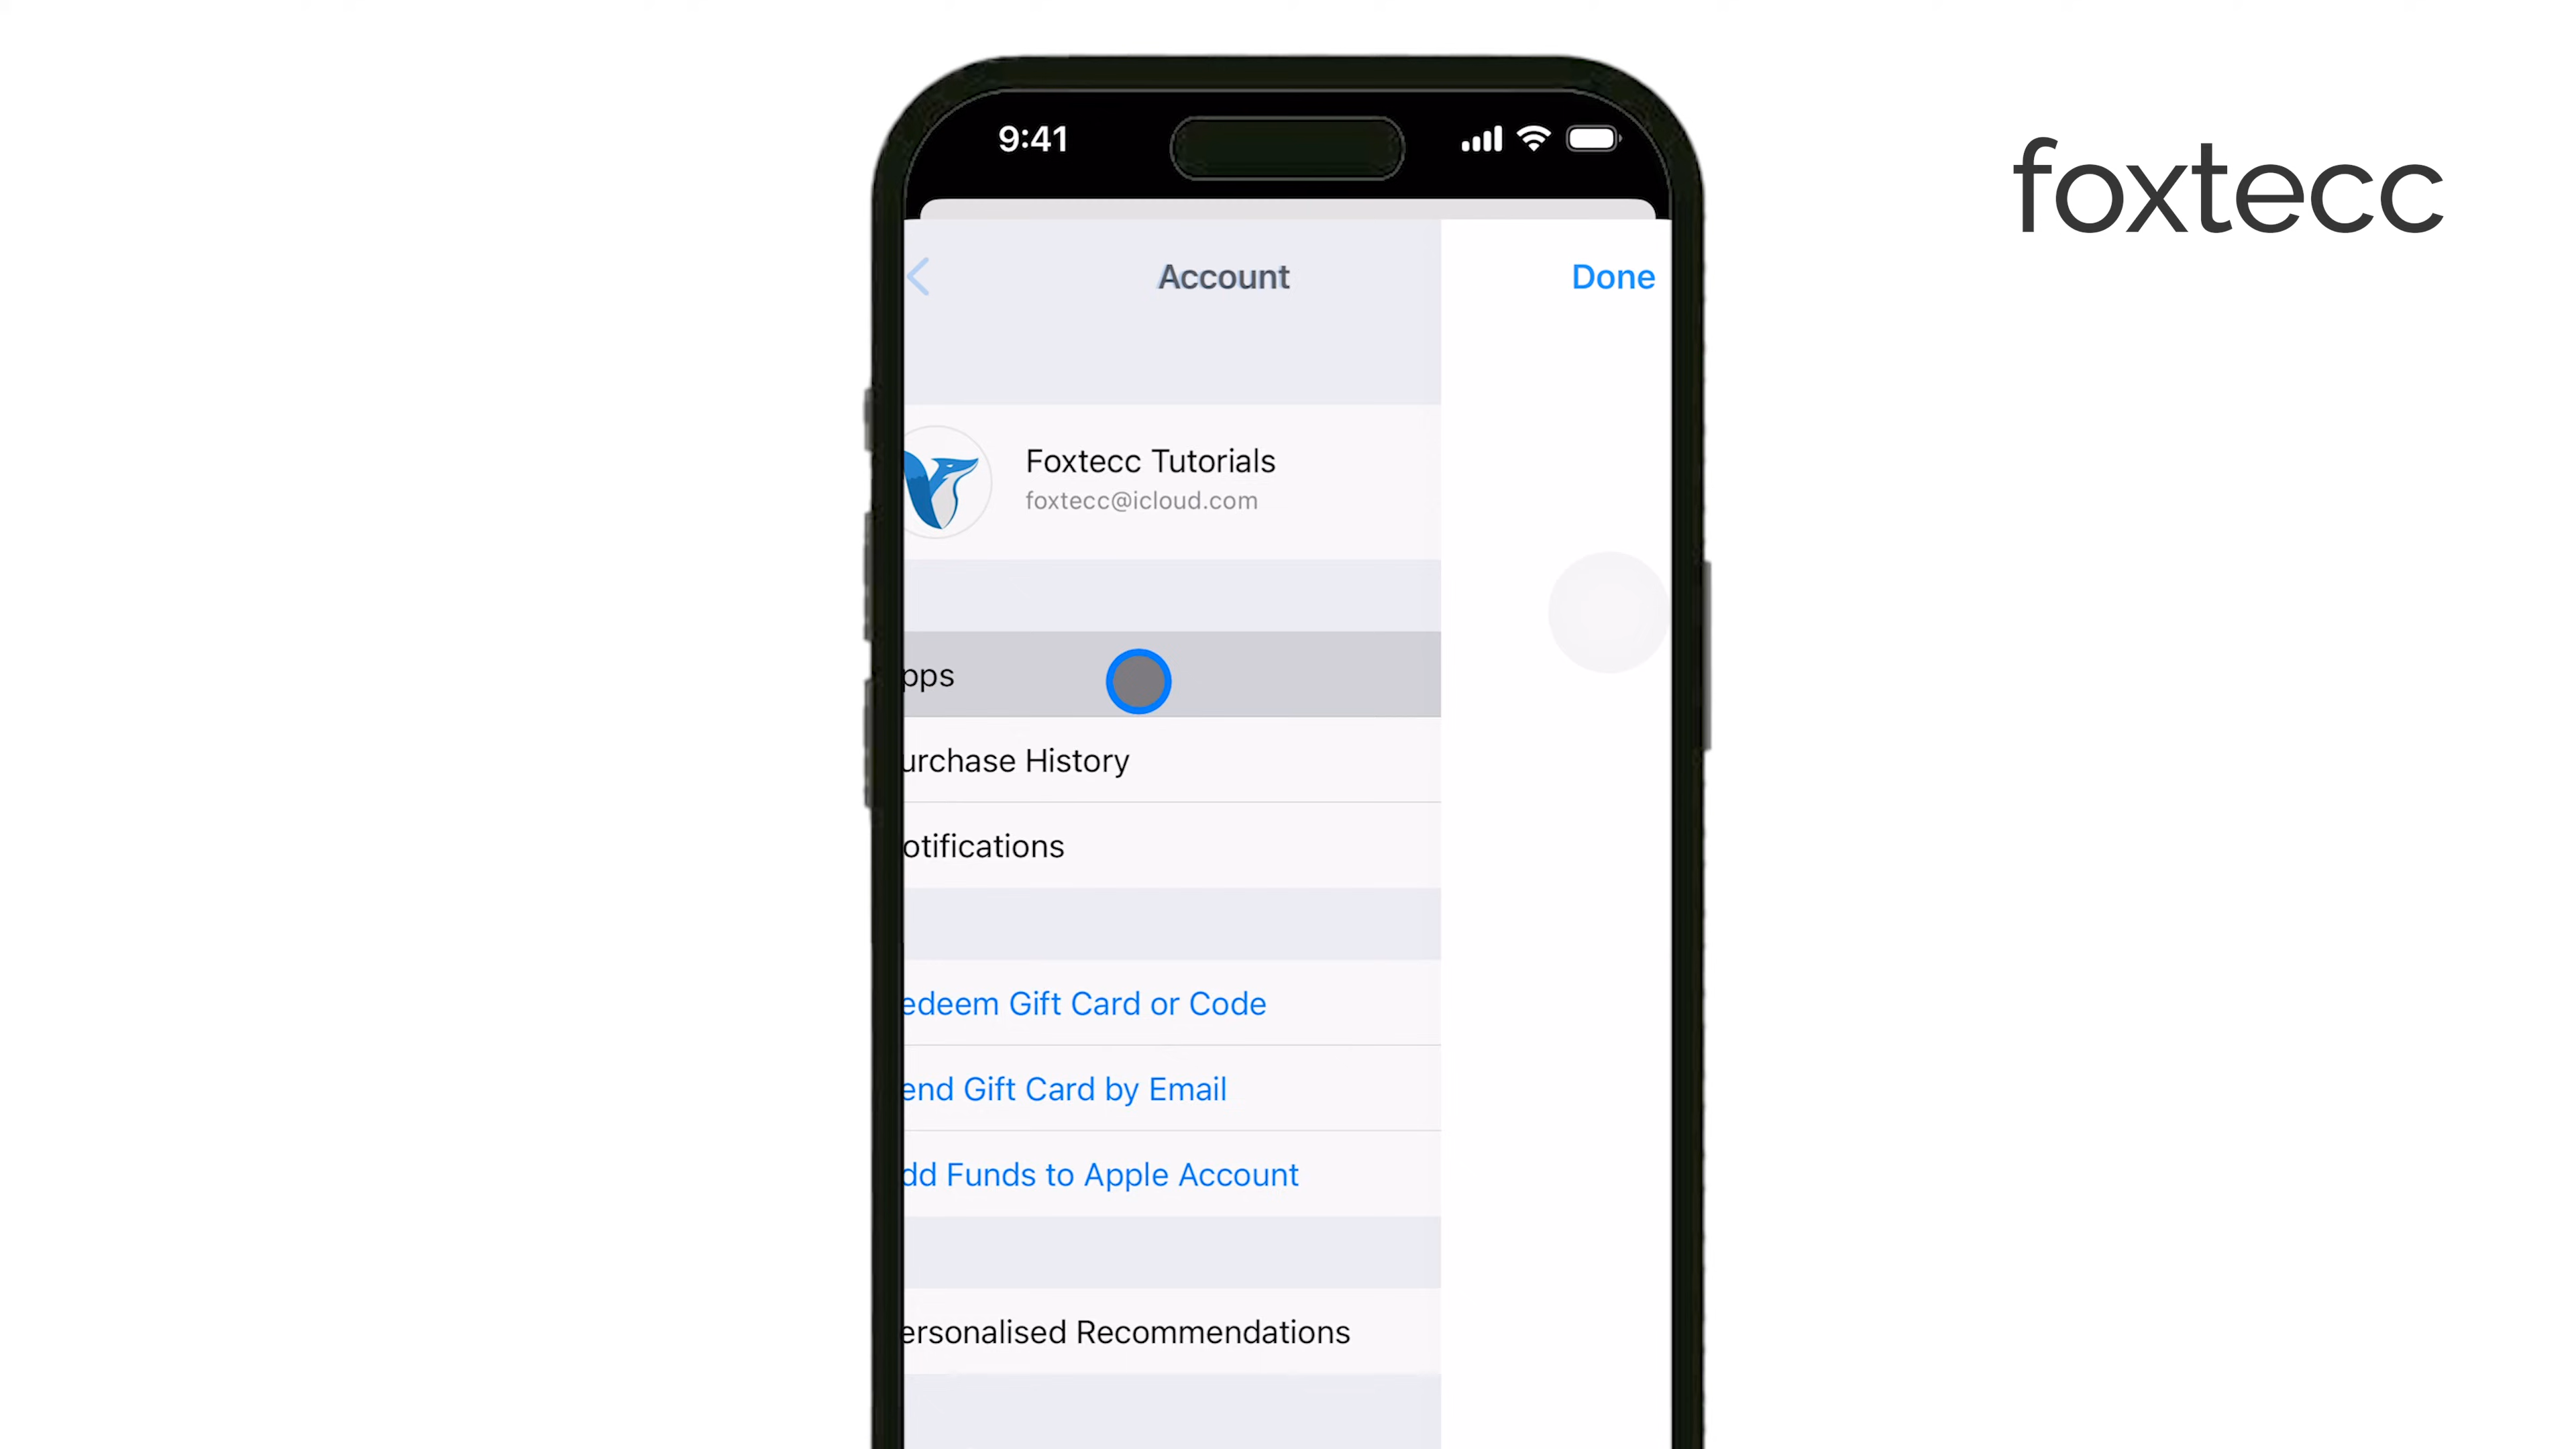 9:41
foxtecc
Account
Done
Foxtecc Tutorials
foxtecc@icloud.com
pps
urchase History
otifications
edeem Gift Card or Code
end Gift Card by Email
dd Funds to Apple Account
ersonalised Recommendations